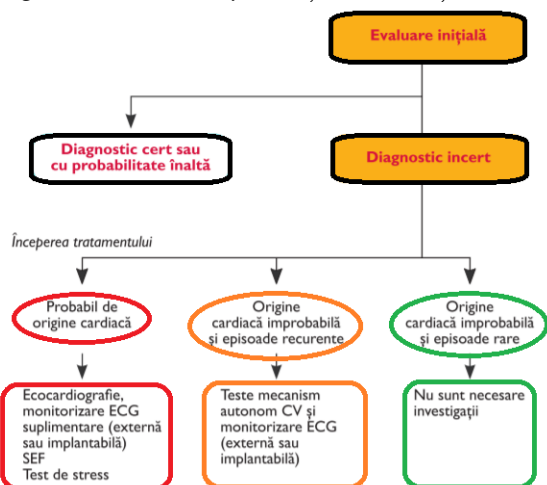 Evaluare inițială
Diagnostic cert sau
cu probabilitate înaltă
Diagnostic incert
Începerea tratamentului
Probabil de
origine cardiacă
Origine
cardiacă improbabilă
și episoade recurente
Origine
cardiacă improbabilă
și episoade rare
Ecocardiografie,
monitorizare ECG
suplimentare (externă
sau implantabilă)
SEF
Test de stress
Teste mecanism
autonom CV și
monitorizare ECG
(externă sau
implantabilă)
Nu sunt necesare
investigații